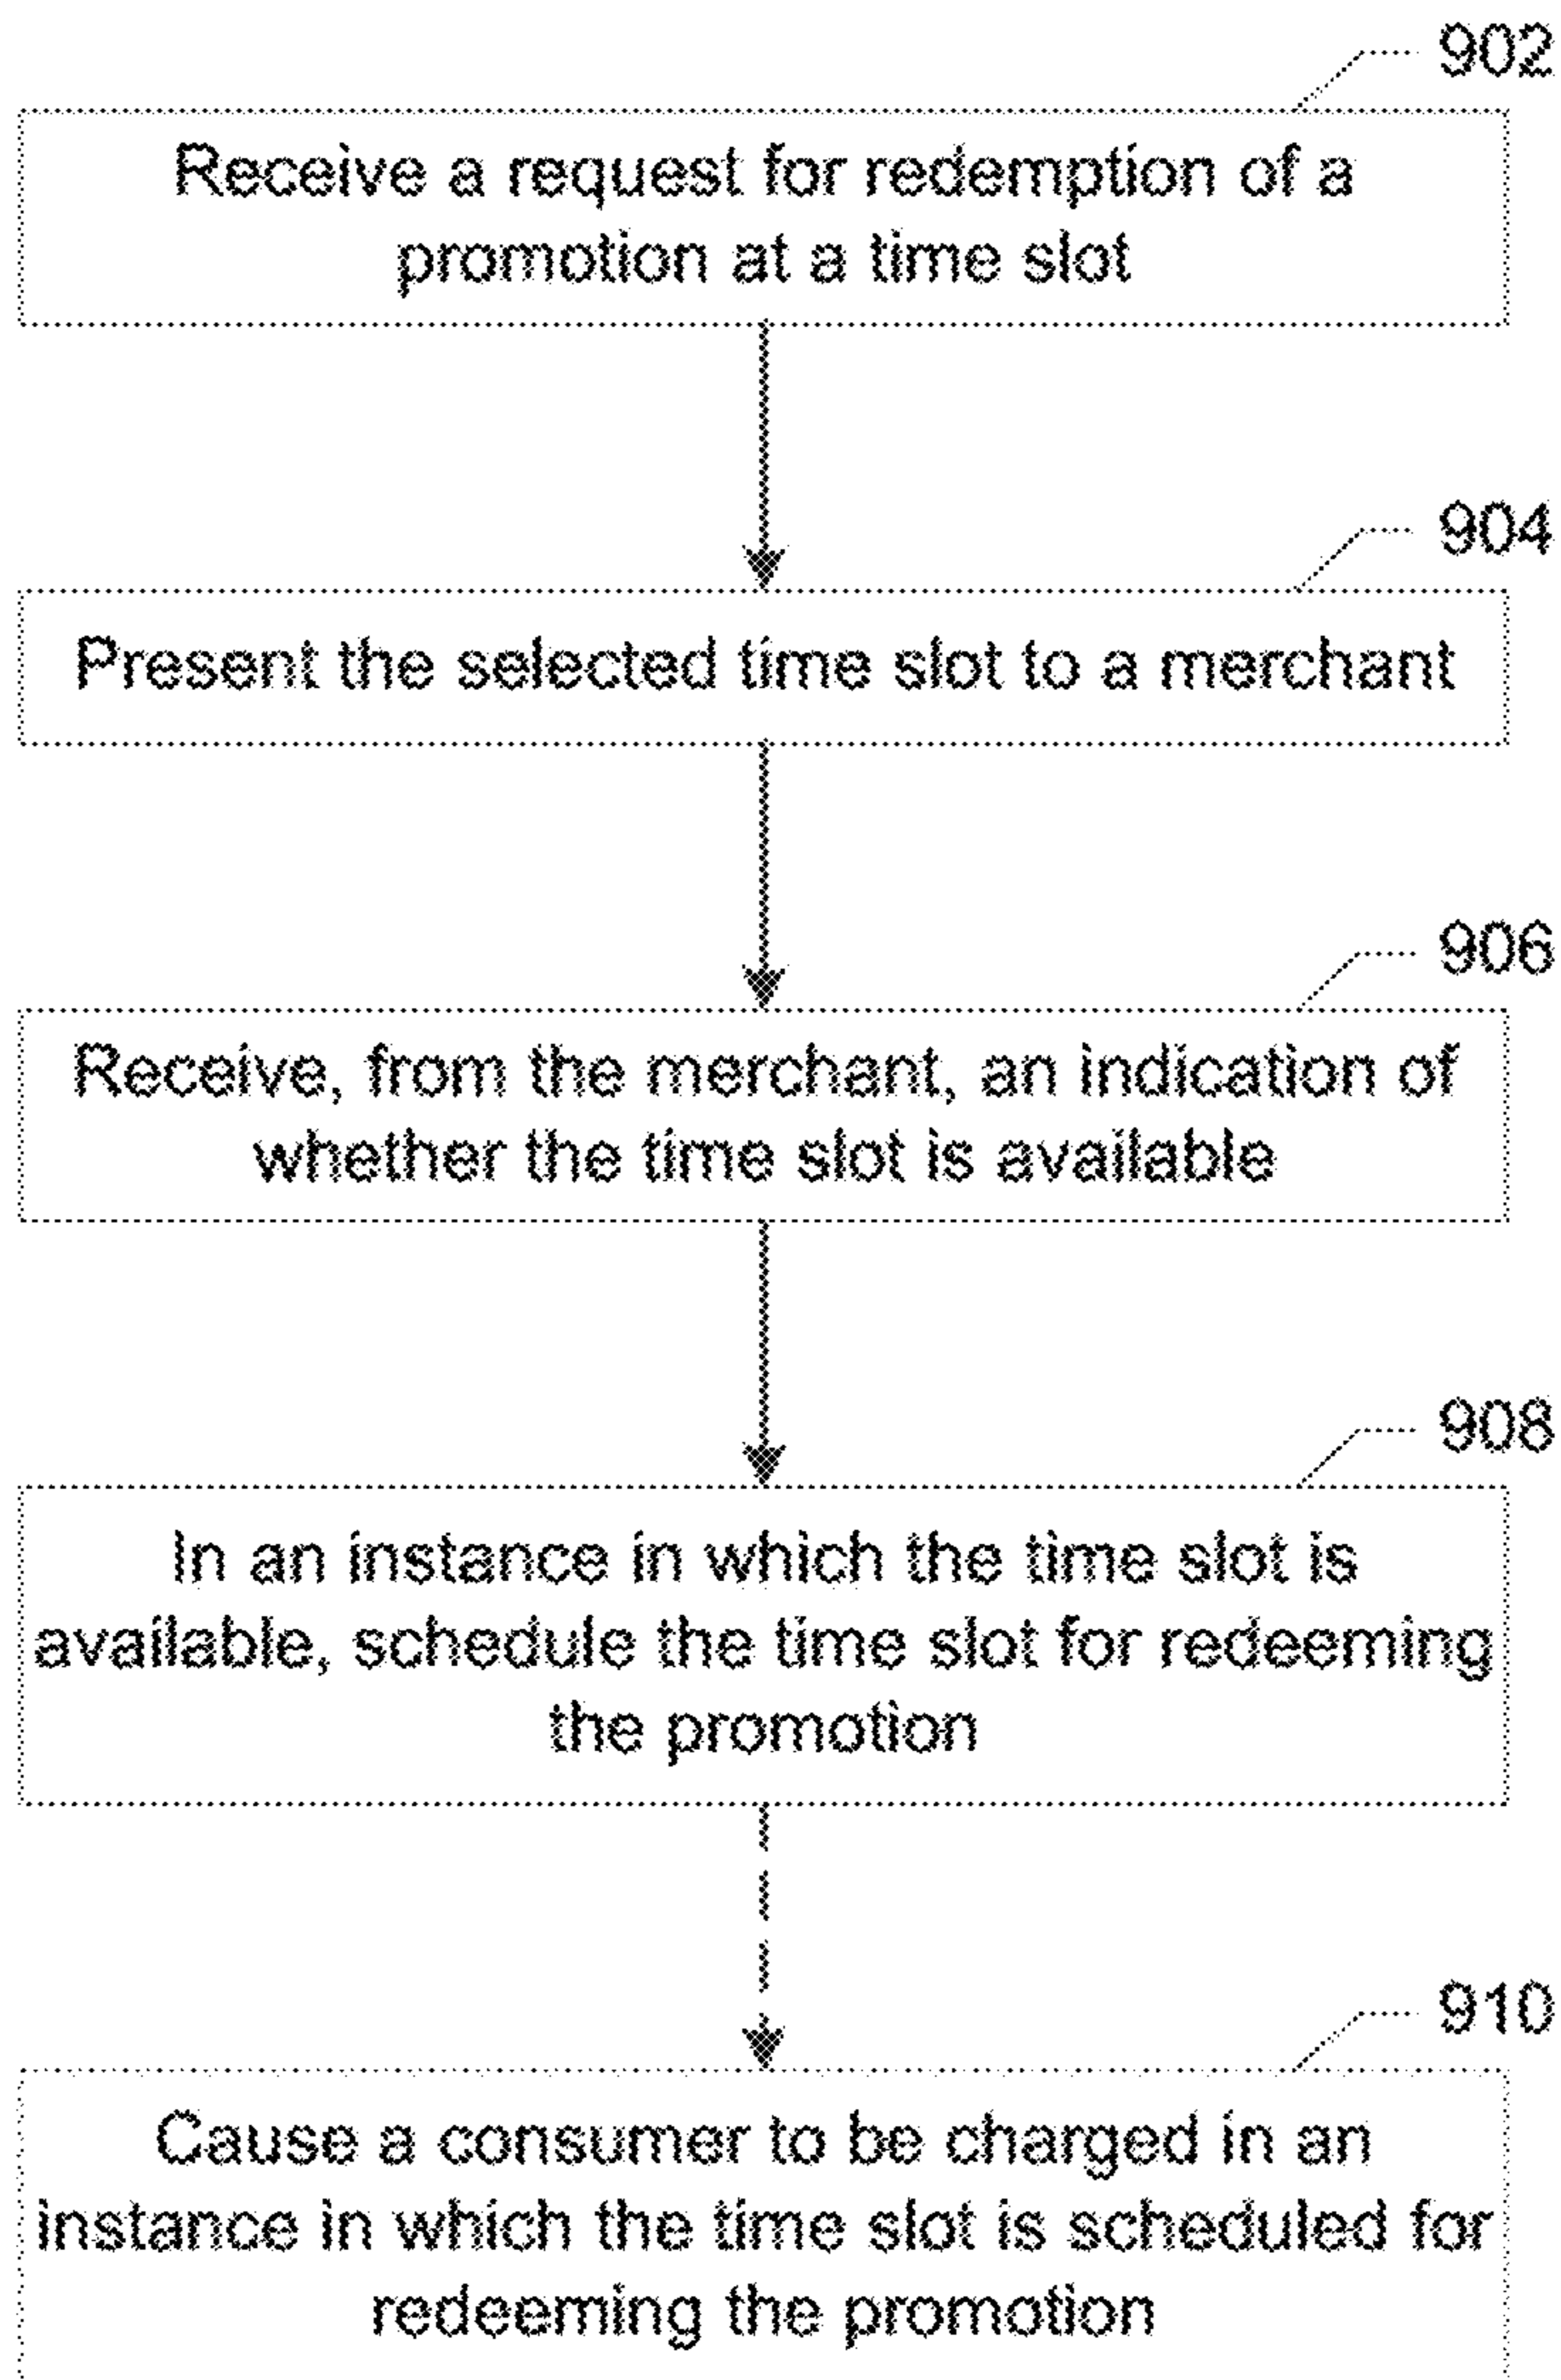 902
Receive a request for redemption of a
promotion at a time slot
904
Present the selected time slot to a merchant
906
Receive, from the merchant, an indication of
whether the time slot is available
908
In an instance in which the time slot is
available, schedule the time slot for redeeming
the promotion
910
Cause a consumer to be charged in an
instance in which the time slot is scheduled for
redeeming the promotion